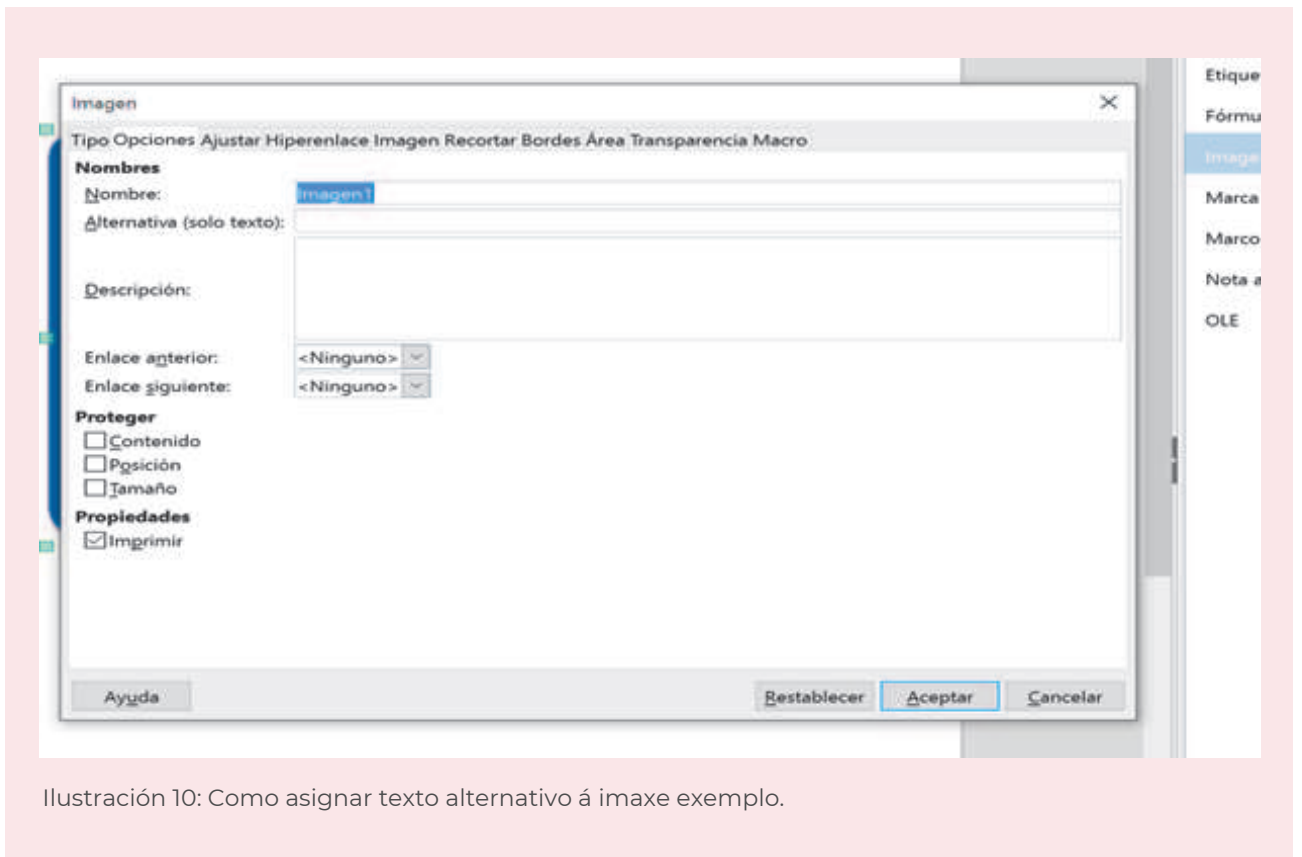 Imagen
Tipo Opciones Ajustar Hiperenlace Imagen Recortar Bordes Área Transparencia Macro
Nombres
Nombre: Imagen1
Alternativa (solo texto):
Descripción:
Enlace anterior: <Ninguno>
Enlace siguiente: <Ninguno>
Proteger
Contenido
Posición
Tamaño
Propiedades
Imprimir
Ayuda Restablecer Aceptar Cancelar
Etique
Fórmu
Image
Marca
Marco
Nota a
OLE
Ilustración 10: Como asignar texto alternativo á imaxe exemplo.